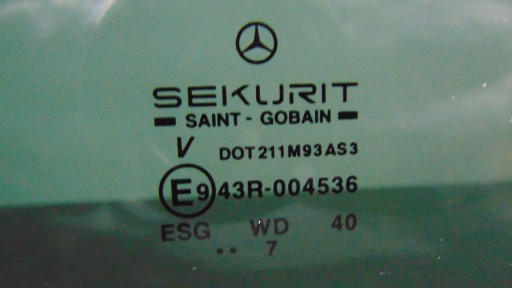 SEKURIT
SAINT - GOBAIN
V DOT211M93AS3
E9 43R-004536
ESG WD 40
.. 7